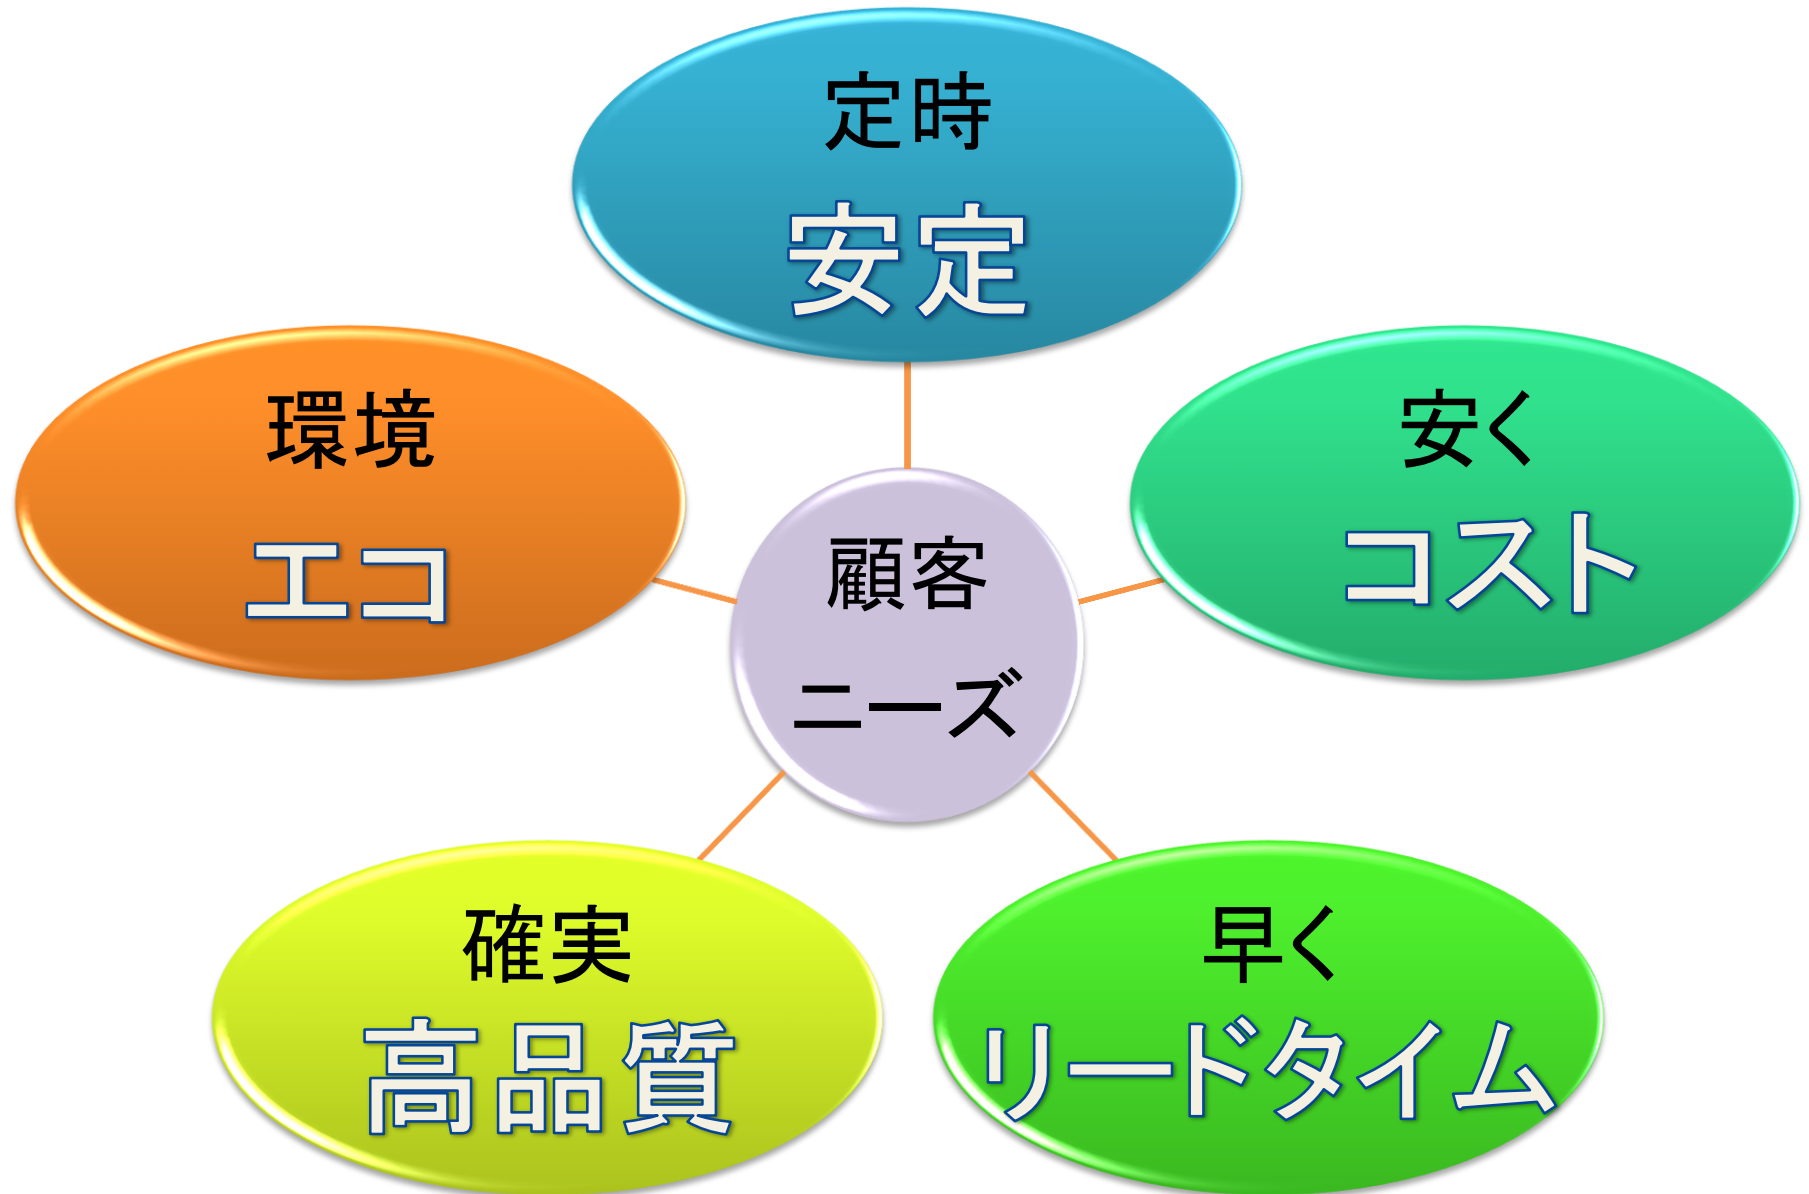 定時
安定
環境
エコ
安く
コスト
顧客
ニーズ
確実
高品質
早く
リードタイム